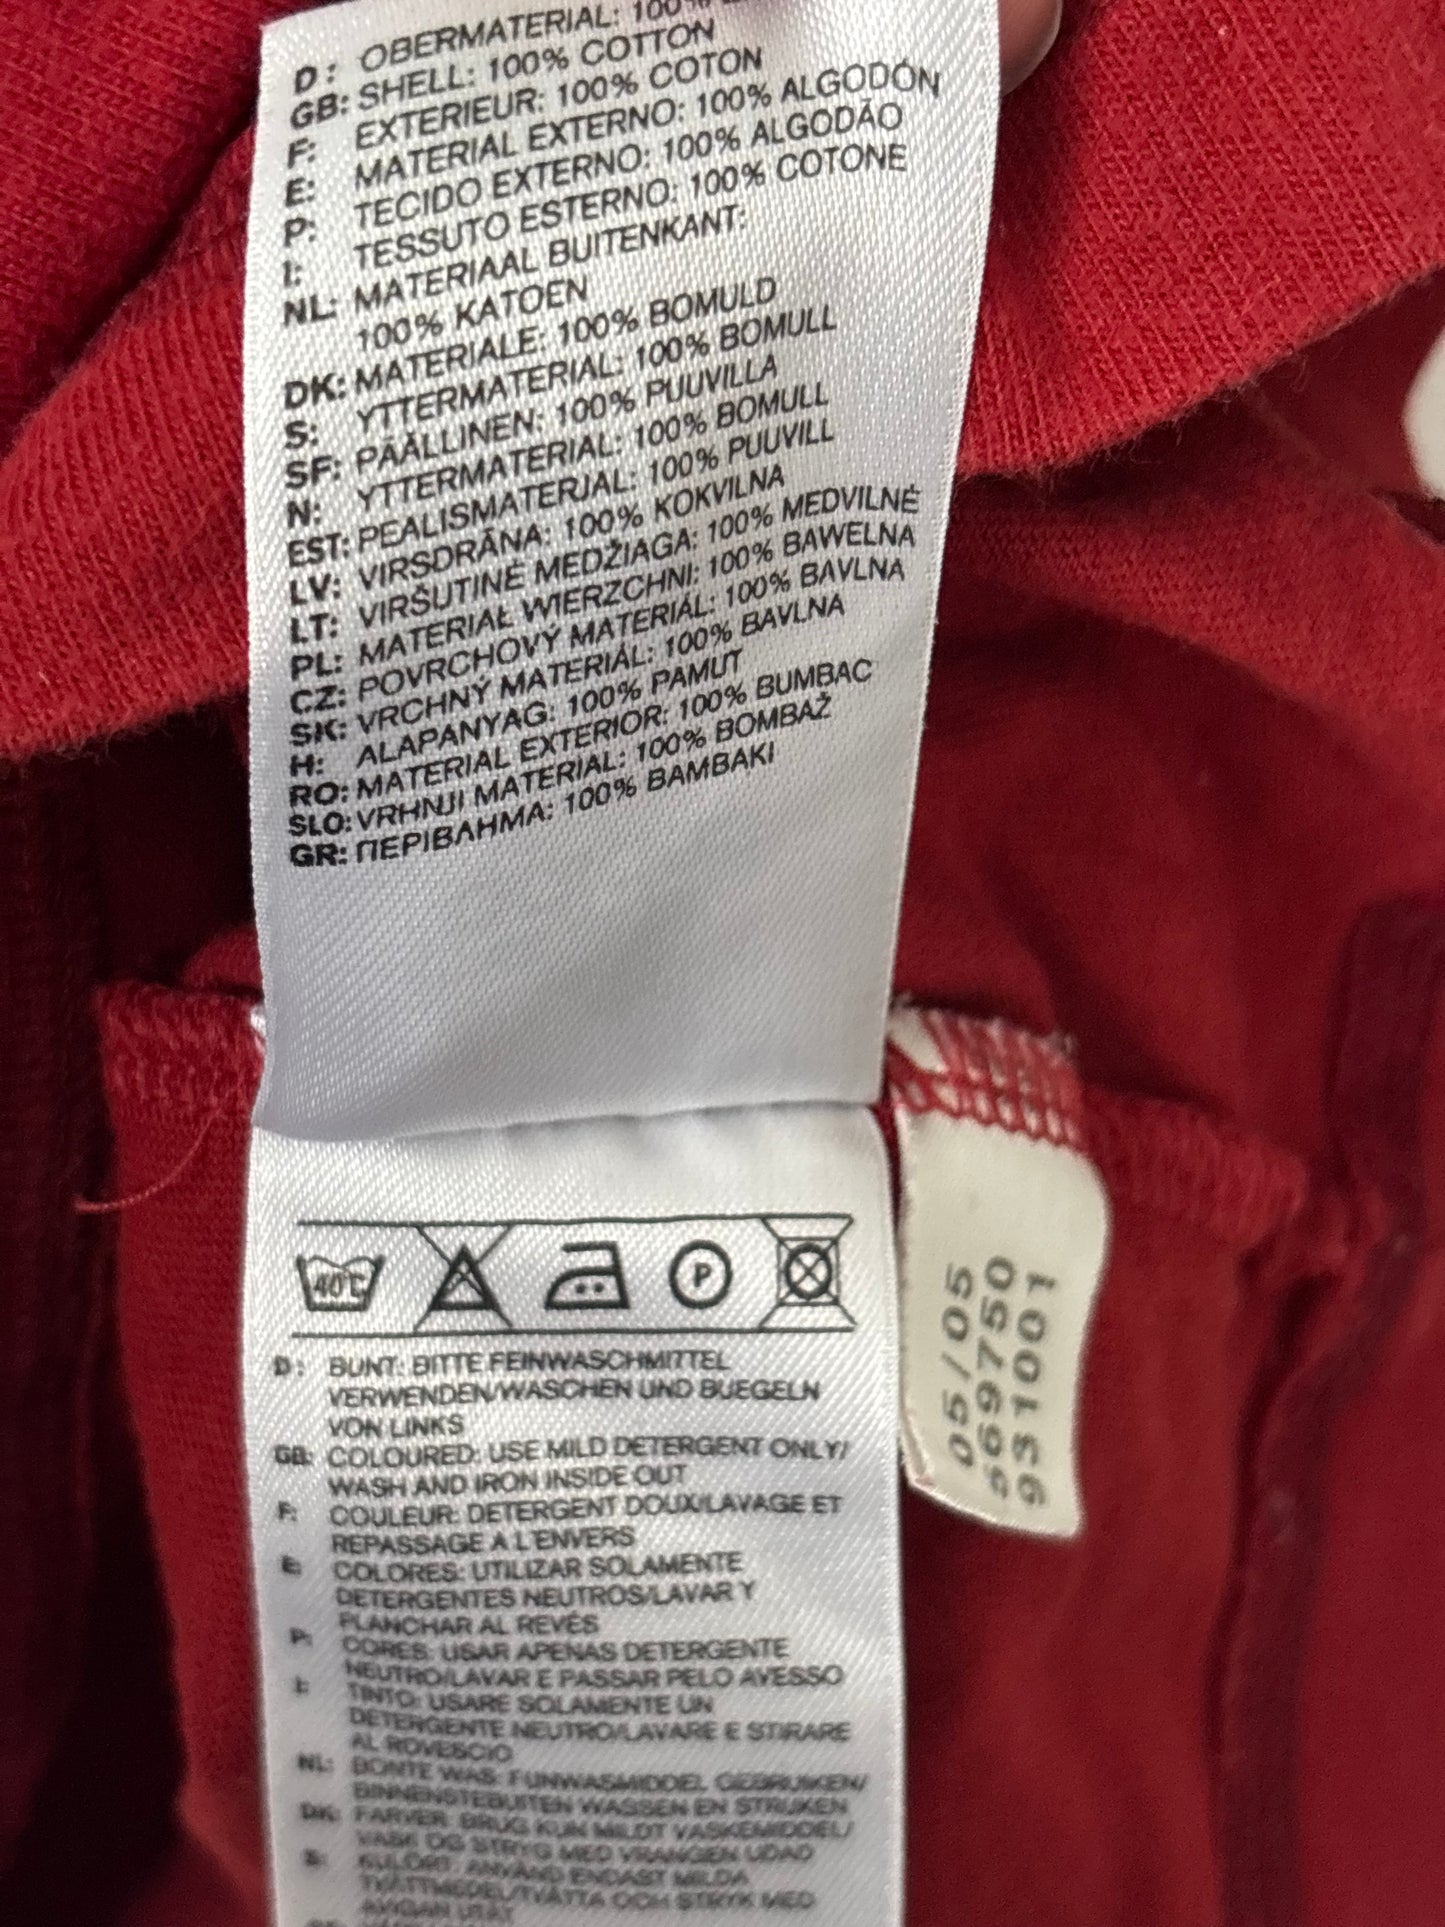 D: OBERMATERIAL: 100%
GB: SHELL: 100% COTTON
F: EXTERIEUR: 100% COTON
E: MATERIAL EXTERNO: 100% ALGODÓN
P: TECIDO EXTERNO: 100% ALGODÃO
I: TESSUTO ESTERNO: 100% COTONE
NL: MATERIAAL BUITENKANT:
100% KATOEN
DK: MATERIALE: 100% BOMULD
S: YTTERMATERIAL: 100% BOMULL
SF: PÄÄLLINEN: 100% PUUVILLA
N: YTTERMATERIAL: 100% BOMULL
EST: PEALISMATERJAL: 100% PUUVILL
LV: VIRSDRĀNA: 100% KOKVILNA
LT: VIRŠUTINĖ MEDŽIAGA: 100% MEDVILNĖ
PL: MATERIAŁ WIERZCHNI: 100% BAWEŁNA
CZ: POVRCHOVÝ MATERIÁL: 100% BAVLNA
SK: VRCHNÝ MATERIÁL: 100% BAVLNA
H: ALAPANYAG: 100% PAMUT
RO: MATERIAL EXTERIOR: 100% BUMBAC
SLO: VRHNJI MATERIAL: 100% BOMBAŽ
GR: ΠΕΡΙΒΛΗΜΑ: 100% ΒΑΜΒΑΚΙ
40°C P
D: BUNT: BITTE FEINWASCHMITTEL
VERWENDEN/WASCHEN UND BUEGELN
VON LINKS
GB: COLOURED: USE MILD DETERGENT ONLY/
WASH AND IRON INSIDE OUT
F: COULEUR: DETERGENT DOUX/LAVAGE ET
REPASSAGE A L'ENVERS
E: COLORES: UTILIZAR SOLAMENTE
DETERGENTES NEUTROS/LAVAR Y
PLANCHAR AL REVÉS
P: CORES: USAR APENAS DETERGENTE
NEUTRO/LAVAR E PASSAR PELO AVESSO
I: TINTO: USARE SOLAMENTE UN
DETERGENTE NEUTRO/LAVARE E STIRARE
AL ROVESCIO
NL: BONTE WAS: FIJNWASMIDDEL GEBRUIKEN/
BINNENSTEBUITEN WASSEN EN STRIJKEN
DK: FARVER: BRUG KUN MILDT VASKEMIDDEL/
VASK OG STRYG MED VRANGEN UDAD
S: KULÖRT: ANVÄND ENDAST MILDA
TVÄTTMEDEL/TVÄTTA OCH STRYK MED
AVIGAN UTÅT
05/05
569750
931001